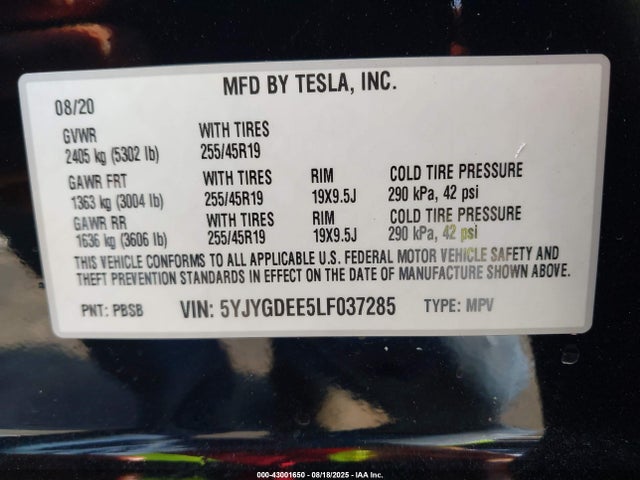 MFD BY TESLA, INC.
08/20
GVWR WITH TIRES
2405 kg (5302 lb) 255/45R19
GAWR FRT WITH TIRES RIM COLD TIRE PRESSURE
1363 kg (3004 lb) 255/45R19 19X9.5J 290 kPa, 42 psi
GAWR RR WITH TIRES RIM COLD TIRE PRESSURE
1636 kg (3606 lb) 255/45R19 19X9.5J 290 kPa, 42 psi
THIS VEHICLE CONFORMS TO ALL APPLICABLE U.S. FEDERAL MOTOR VEHICLE SAFETY AND
THEFT PREVENTION STANDARDS IN EFFECT ON THE DATE OF MANUFACTURE SHOWN ABOVE.
PNT: PBSB VIN: 5YJYGDEE5LF037285 TYPE: MPV
000-43001650 - 08/18/2025 - IAA Inc.